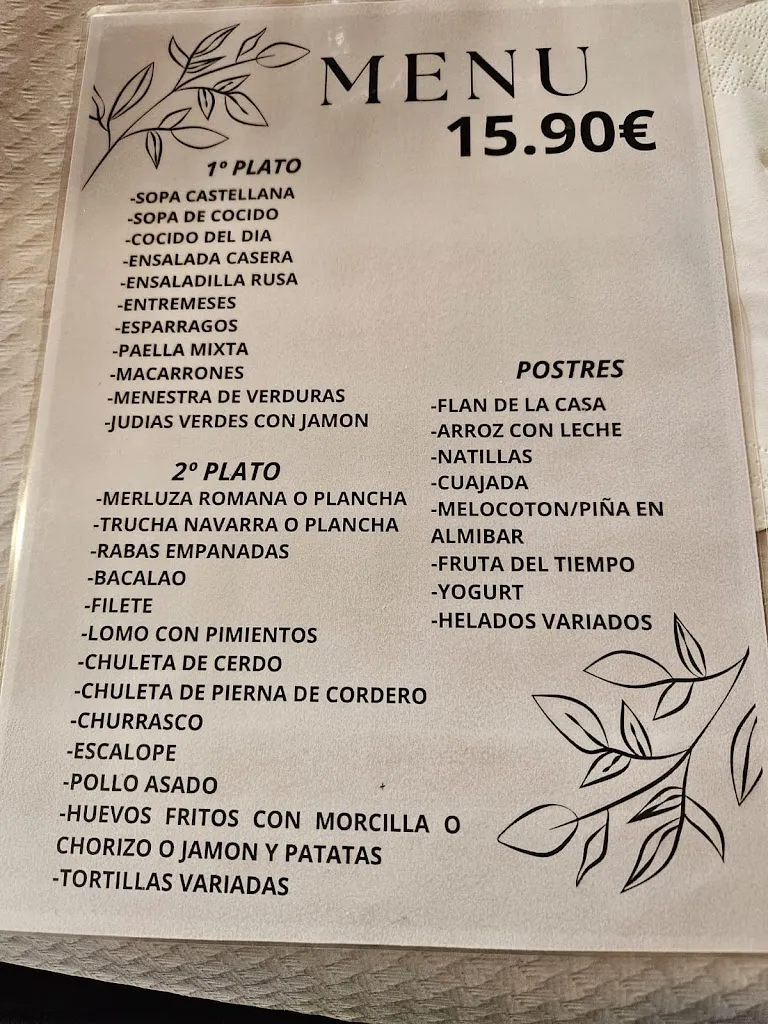 MENU
15.90€
1º PLATO
-SOPA CASTELLANA
-SOPA DE COCIDO
-COCIDO DEL DIA
-ENSALADA CASERA
-ENSALADILLA RUSA
-ENTREMESES
-ESPARRAGOS
-PAELLA MIXTA
-MACARRONES
-MENESTRA DE VERDURAS
-JUDIAS VERDES CON JAMON
2º PLATO
-MERLUZA ROMANA O PLANCHA
-TRUCHA NAVARRA O PLANCHA
-RABAS EMPANADAS
-BACALAO
-FILETE
-LOMO CON PIMIENTOS
-CHULETA DE CERDO
-CHULETA DE PIERNA DE CORDERO
-CHURRASCO
-ESCALOPE
-POLLO ASADO
-HUEVOS FRITOS CON MORCILLA O
CHORIZO O JAMON Y PATATAS
-TORTILLAS VARIADAS
POSTRES
-FLAN DE LA CASA
-ARROZ CON LECHE
-NATILLAS
-CUAJADA
-MELOCOTON/PIÑA EN
ALMIBAR
-FRUTA DEL TIEMPO
-YOGURT
-HELADOS VARIADOS